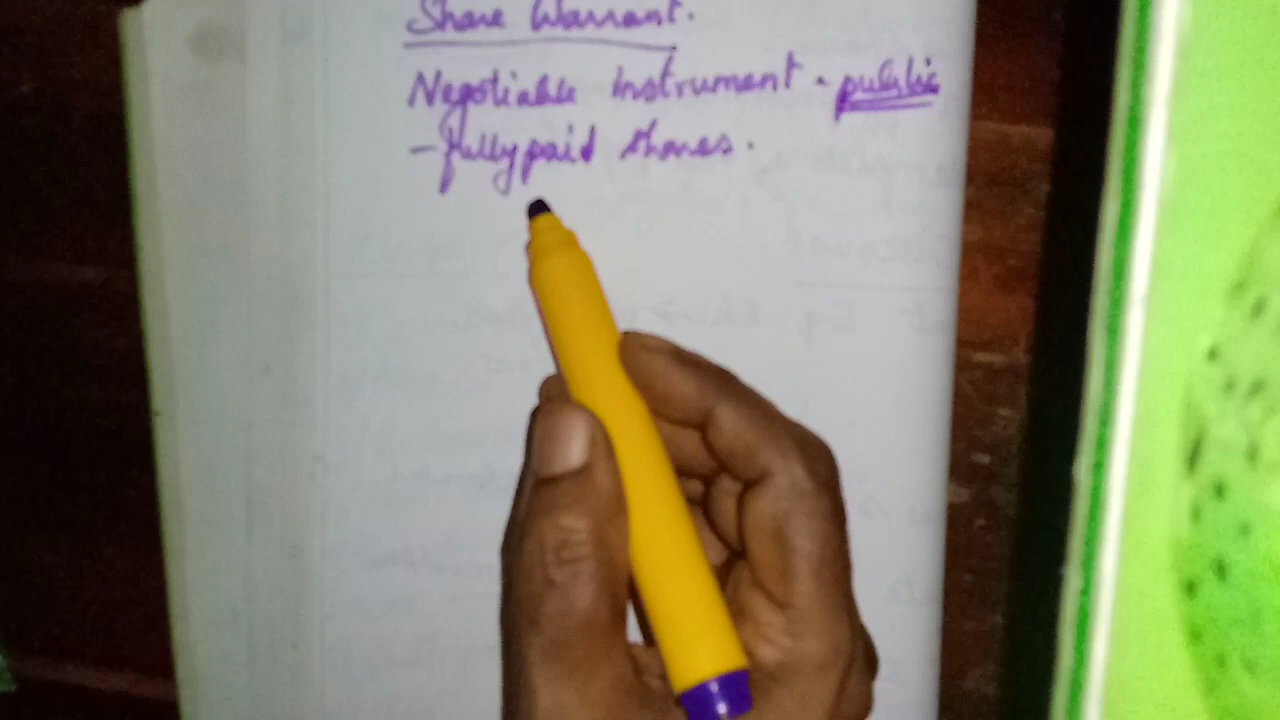 Share Warrant.
Negotiable Instrument. public
- fully paid shares.